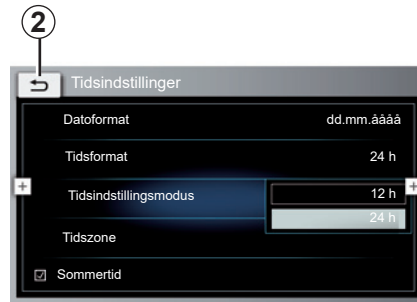 2
Tidsindstillinger
Datoformat dd.mm.åååå
Tidsformat 24 h
Tidsindstillingsmodus 12 h
24 h
Tidszone
Sommertid